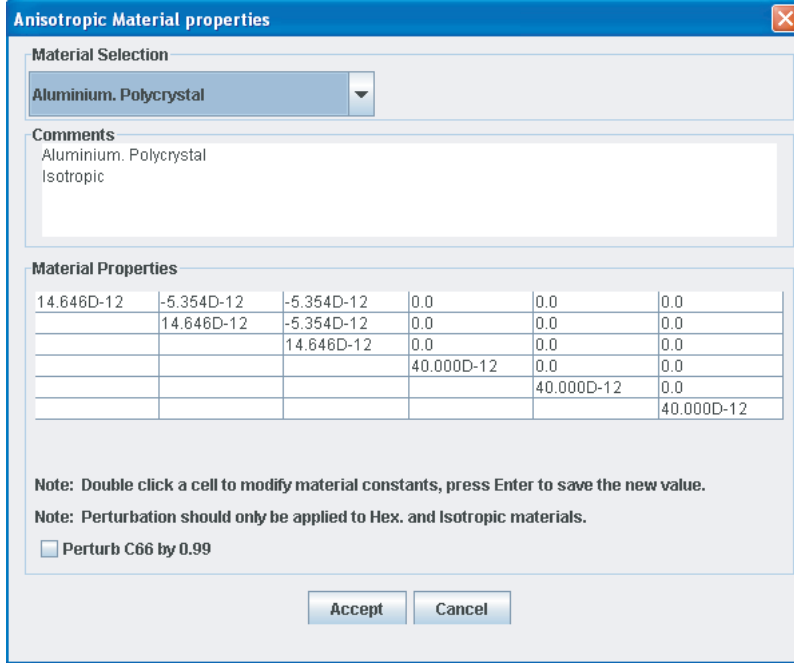 Anisotropic Material properties
Material Selection
Aluminium. Polycrystal
Comments
Aluminium. Polycrystal
Isotropic
Material Properties
14.646D-12 -5.354D-12 -5.354D-12 0.0 0.0 0.0
14.646D-12 -5.354D-12 0.0 0.0 0.0
14.646D-12 0.0 0.0 0.0
40.000D-12 0.0 0.0
40.000D-12 0.0
40.000D-12
Note: Double click a cell to modify material constants, press Enter to save the new value.
Note: Perturbation should only be applied to Hex. and Isotropic materials.
Perturb C66 by 0.99
Accept Cancel